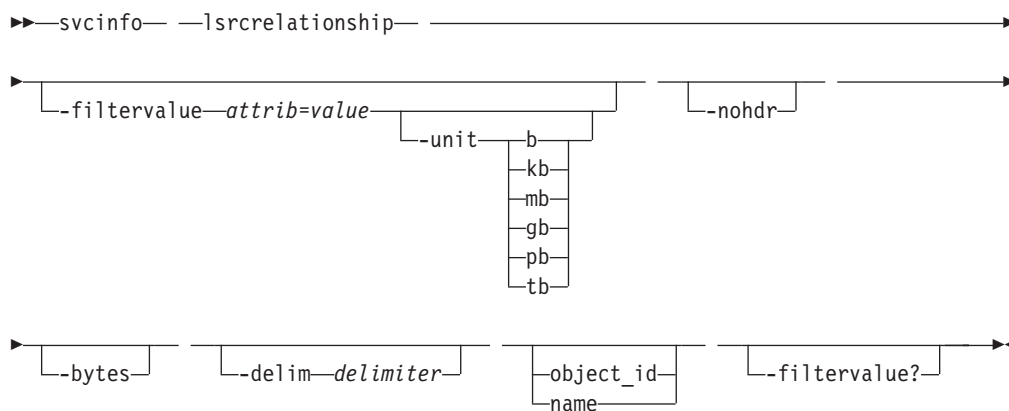 svcinfo lsrcrelationship
-filtervalue attrib=value -nohdr
-unit b
kb
mb
gb
pb
tb
-bytes -delim delimiter object_id -filtervalue?
name